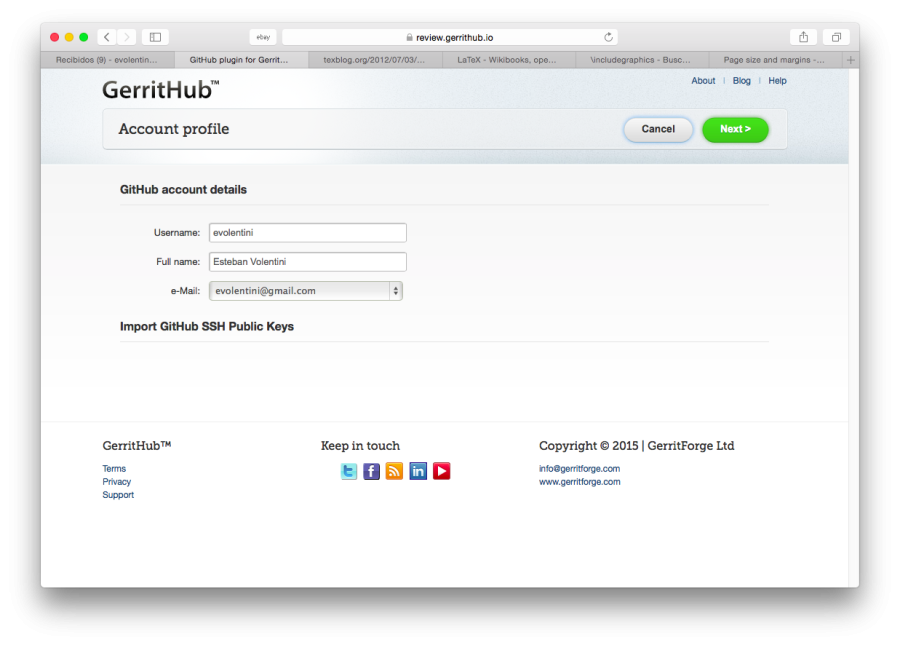 ebay
review.gerrithub.io
Recibidos (9) - evolentin...
GitHub plugin for Gerrit...
texblog.org/2012/07/03/...
LaTeX - Wikibooks, ope...
\includegraphics - Busc...
Page size and margins -...
GerritHub™
About | Blog | Help
Account profile
Cancel
Next >
GitHub account details
Username: evolentini
Full name: Esteban Volentini
e-Mail: evolentini@gmail.com
Import GitHub SSH Public Keys
GerritHub™
Terms
Privacy
Support
Keep in touch
Copyright © 2015 | GerritForge Ltd
info@gerritforge.com
www.gerritforge.com